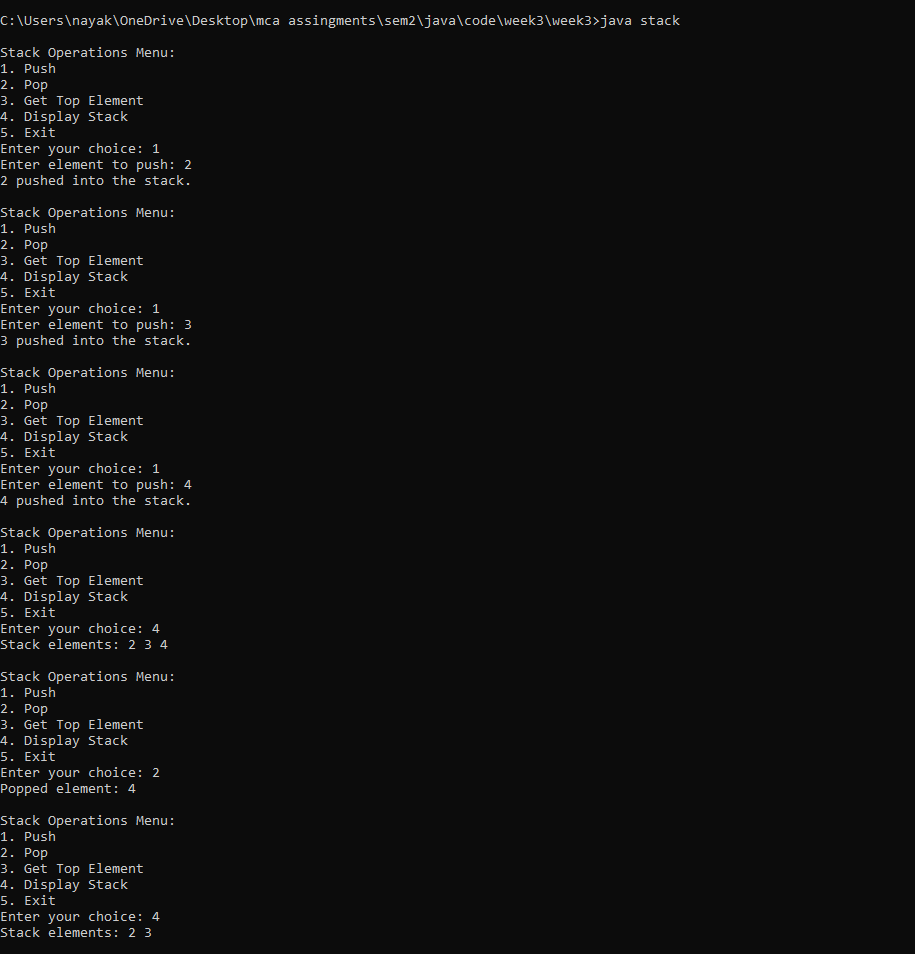 C:\Users\nayak\OneDrive\Desktop\mca assingments\sem2\java\code\week3\week3>java stack
Stack Operations Menu:
1. Push
2. Pop
3. Get Top Element
4. Display Stack
5. Exit
Enter your choice: 1
Enter element to push: 2
2 pushed into the stack.
Stack Operations Menu:
1. Push
2. Pop
3. Get Top Element
4. Display Stack
5. Exit
Enter your choice: 1
Enter element to push: 3
3 pushed into the stack.
Stack Operations Menu:
1. Push
2. Pop
3. Get Top Element
4. Display Stack
5. Exit
Enter your choice: 1
Enter element to push: 4
4 pushed into the stack.
Stack Operations Menu:
1. Push
2. Pop
3. Get Top Element
4. Display Stack
5. Exit
Enter your choice: 4
Stack elements: 2 3 4
Stack Operations Menu:
1. Push
2. Pop
3. Get Top Element
4. Display Stack
5. Exit
Enter your choice: 2
Popped element: 4
Stack Operations Menu:
1. Push
2. Pop
3. Get Top Element
4. Display Stack
5. Exit
Enter your choice: 4
Stack elements: 2 3